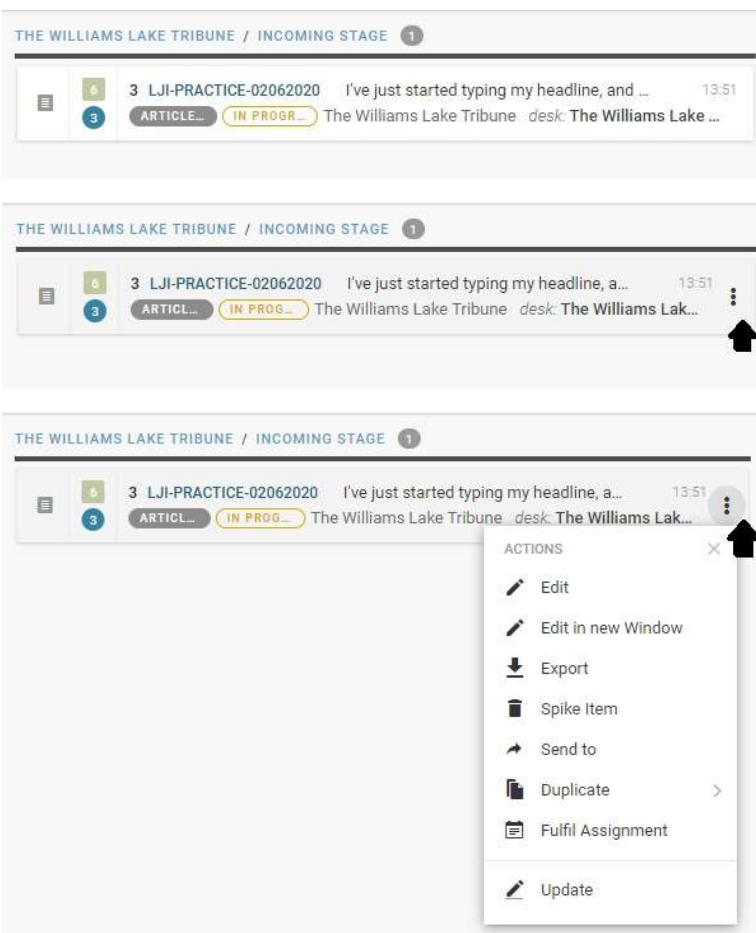 THE WILLIAMS LAKE TRIBUNE / INCOMING STAGE 1
6 3 LJI-PRACTICE-02062020 I've just started typing my headline, and ... 13:51
3 ARTICLE... IN PROGR... The Williams Lake Tribune desk: The Williams Lake ...
THE WILLIAMS LAKE TRIBUNE / INCOMING STAGE 1
6 3 LJI-PRACTICE-02062020 I've just started typing my headline, a... 13:51
3 ARTICL... IN PROG... The Williams Lake Tribune desk: The Williams Lak...
THE WILLIAMS LAKE TRIBUNE / INCOMING STAGE 1
6 3 LJI-PRACTICE-02062020 I've just started typing my headline, a... 13:51
3 ARTICL... IN PROG... The Williams Lake Tribune desk: The Williams Lak...
ACTIONS
Edit
Edit in new Window
Export
Spike Item
Send to
Duplicate
Fulfil Assignment
Update